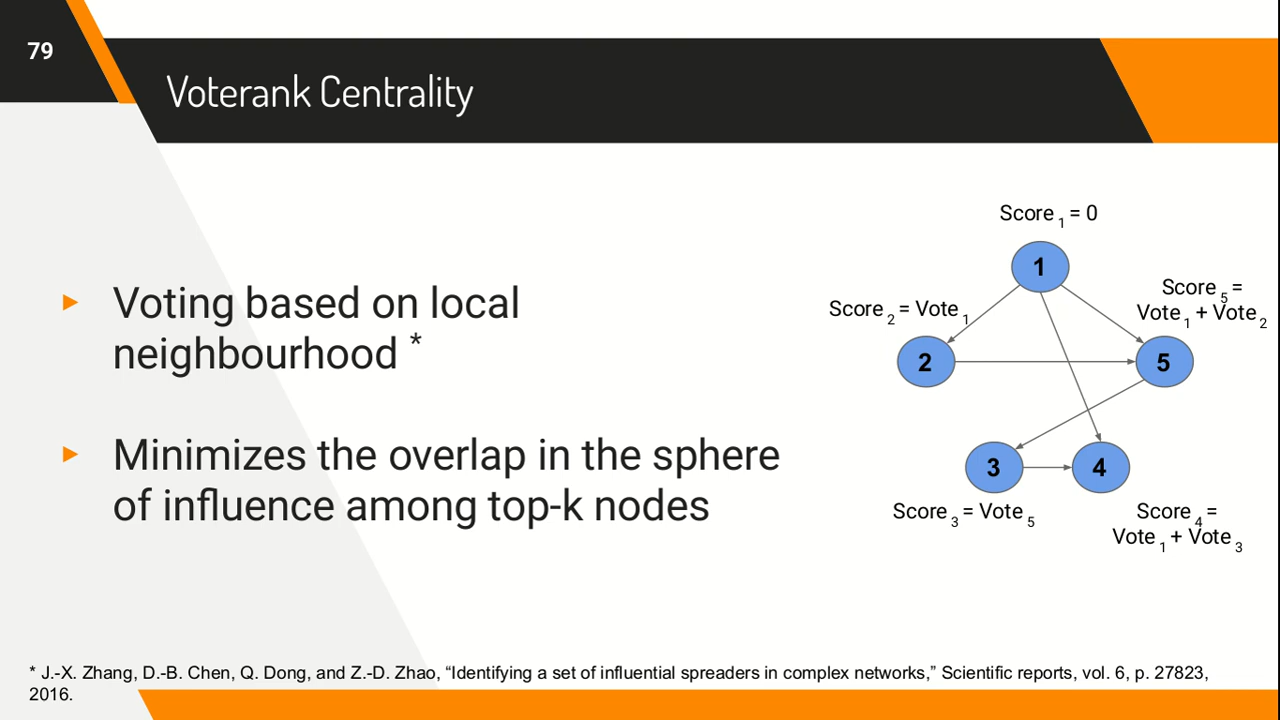 79
Voterank Centrality
Voting based on local
neighbourhood *
Minimizes the overlap in the sphere
of influence among top-k nodes
Score 1 = 0
1
Score 2 = Vote 1
Score 5 =
Vote 1 + Vote 2
2
5
3
4
Score 3 = Vote 5
Score 4 =
Vote 1 + Vote 3
* J.-X. Zhang, D.-B. Chen, Q. Dong, and Z.-D. Zhao, “Identifying a set of influential spreaders in complex networks,” Scientific reports, vol. 6, p. 27823,
2016.